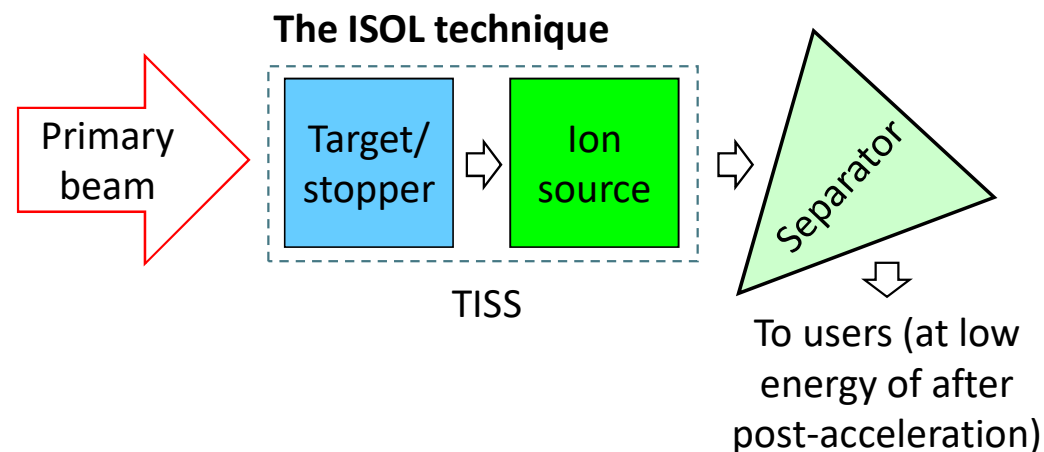 The ISOL technique
Primary
beam
Target/
stopper
Ion
source
Separator
TISS
To users (at low
energy of after
post-acceleration)